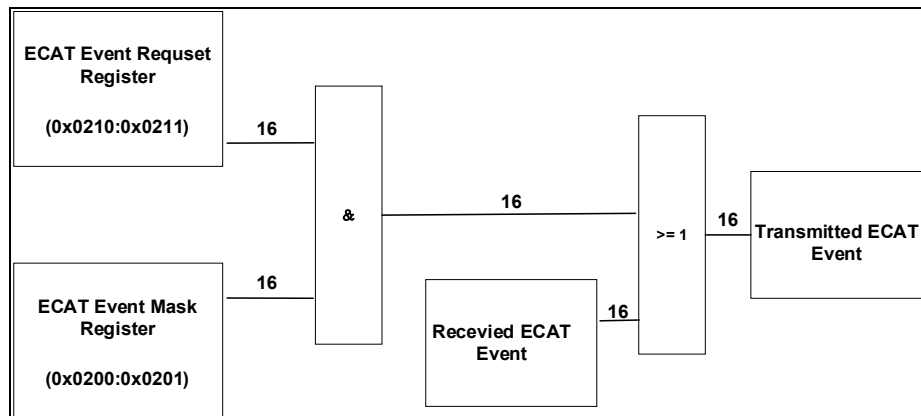 ECAT Event Requset
Register
(0x0210:0x0211)
16
16
&
16
>= 1
16
Transmitted ECAT
Event
ECAT Event Mask
Register
(0x0200:0x0201)
Recevied ECAT
Event
16